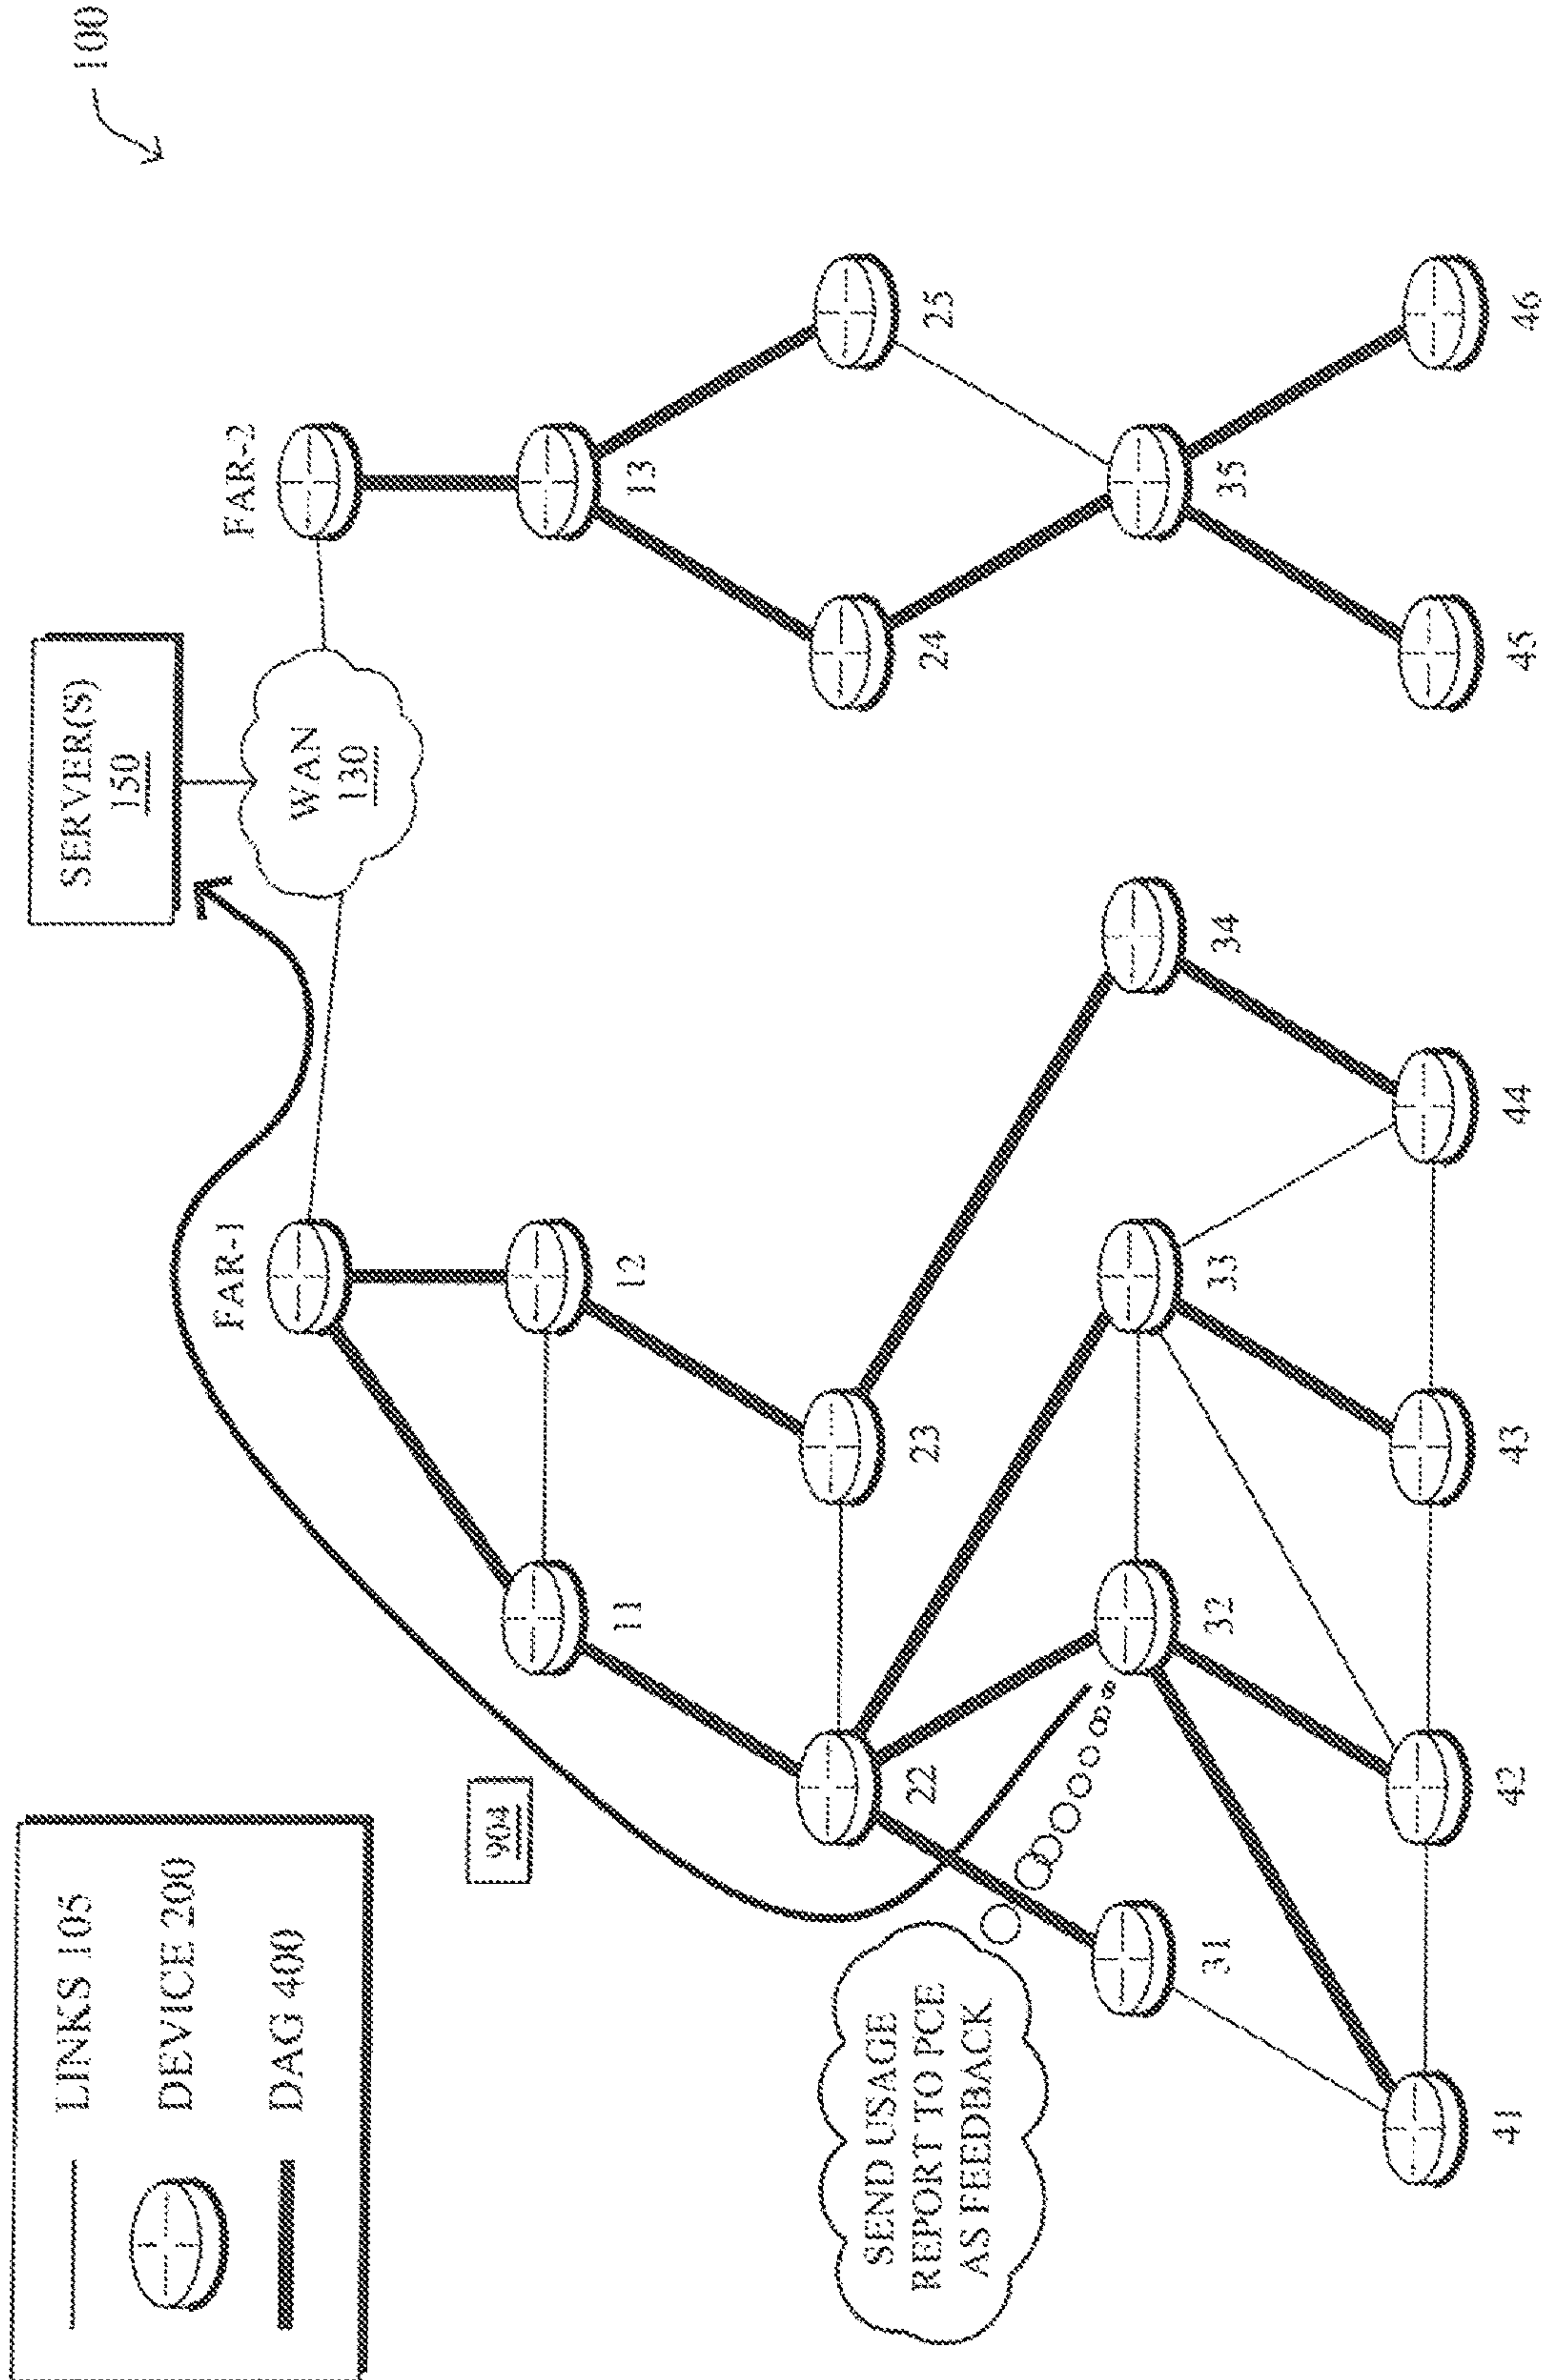 LINKS 105
DEVICE 200
DAG 400
100
SERVER(S)
150
WAN
130
FAR-1
FAR-2
904
11
12
13
22
23
24
25
SEND USAGE
REPORT TO PCE
AS FEEDBACK
31
32
33
34
35
41
42
43
44
45
46